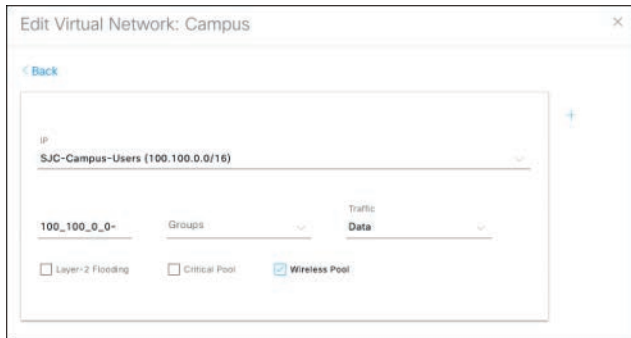 Edit Virtual Network: Campus
< Back
IP
SJC-Campus-Users (100.100.0.0/16)
Traffic
100_100_0_0- Groups Data
Layer-2 Flooding Critical Pool Wireless Pool